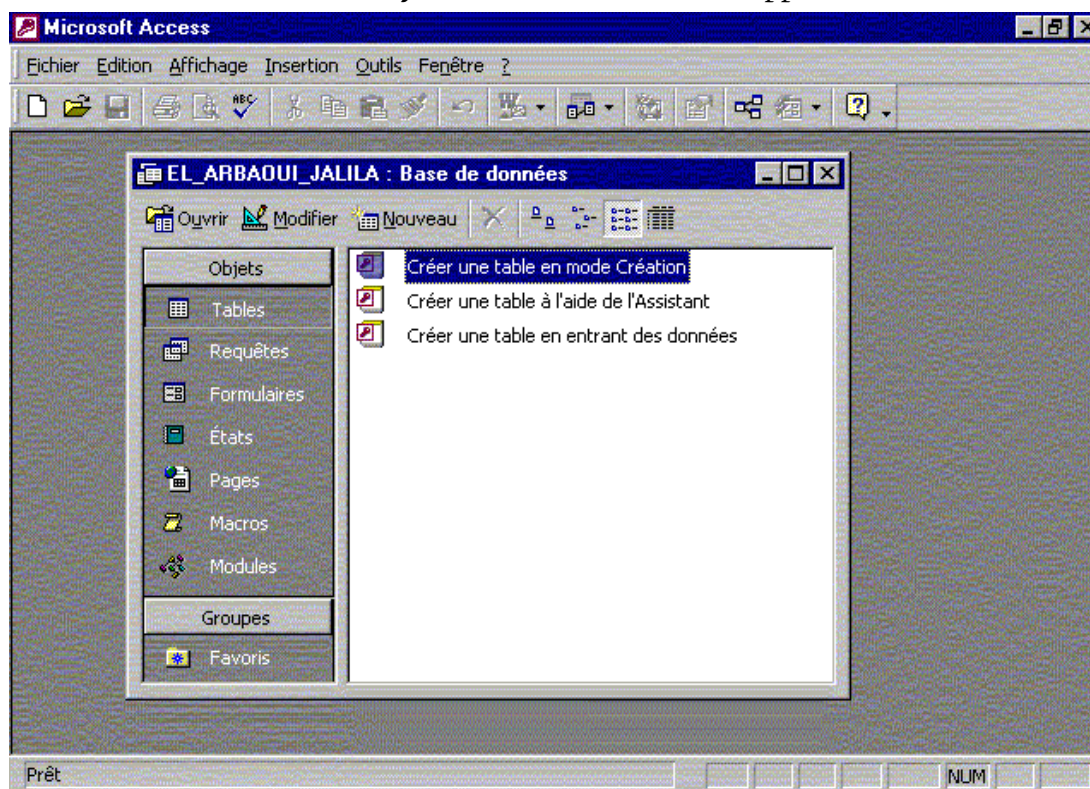 Microsoft Access
Fichier Edition Affichage Insertion Outils Fenêtre ?
ABC
EL_ARBAOUI_JALILA : Base de données
Ouvrir Modifier Nouveau
Objets
Tables
Requêtes
Formulaires
États
Pages
Macros
Modules
Groupes
Favoris
Créer une table en mode Création
Créer une table à l'aide de l'Assistant
Créer une table en entrant des données
Prêt
NUM